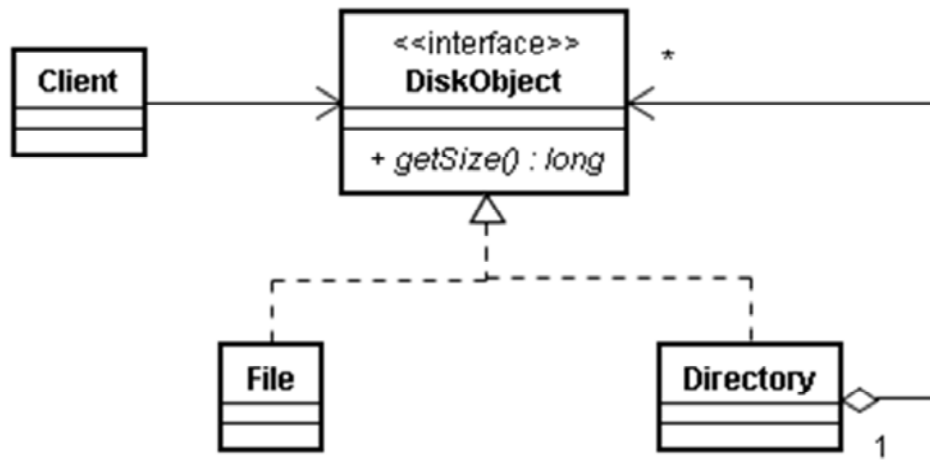 Client
<<interface>>
DiskObject
*
+ getSize() : long
File
Directory
1